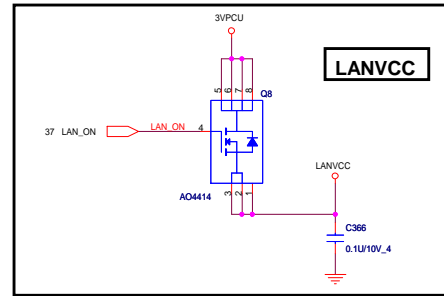 3VPCU
LANVCC
5 6 7 8
Q8
37 LAN_ON
LAN_ON
4
LANVCC
AO4414
3 2 1
C366
0.1U/10V_4